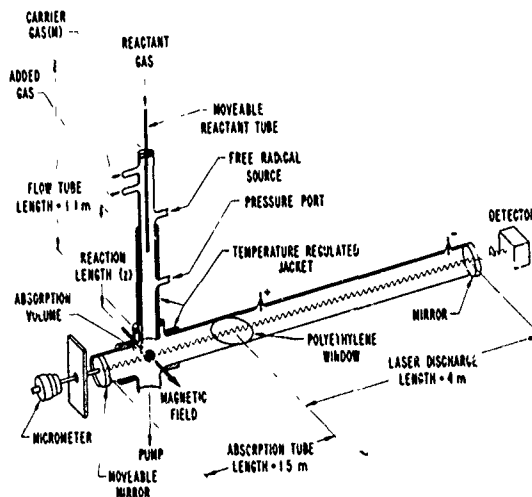 CARRIER
GAS(M)
REACTANT
GAS
ADDED
GAS
MOVEABLE
REACTANT TUBE
FREE RADICAL
SOURCE
FLOW TUBE
LENGTH = 1.1 m
PRESSURE PORT
DETECTOR
REACTION
LENGTH (z)
TEMPERATURE REGULATED
JACKET
ABSORPTION
VOLUME
+
-
MIRROR
POLYETHYLENE
WINDOW
LASER DISCHARGE
LENGTH = 4 m
MAGNETIC
FIELD
MICROMETER
ABSORPTION TUBE
LENGTH = 1.5 m
PUMP
MOVEABLE
MIRROR